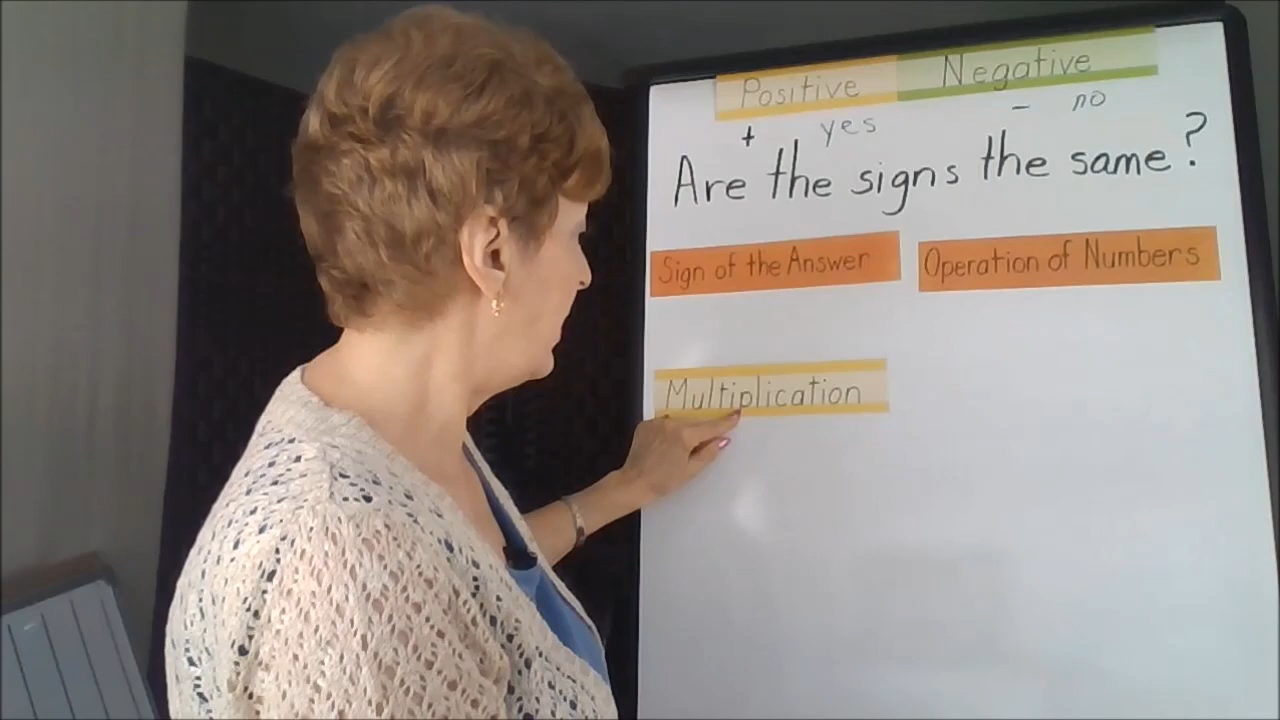 Positive Negative
+ yes - no
Are the signs the same?
Sign of the Answer Operation of Numbers
Multiplication